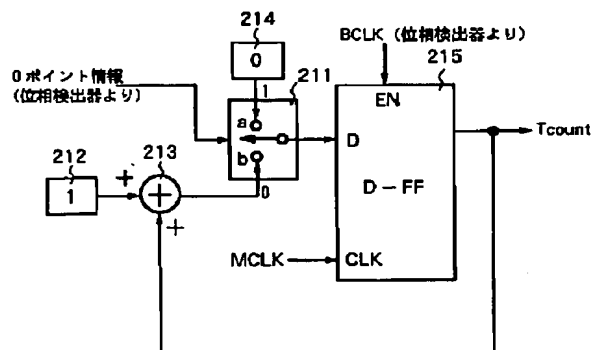 214
BCLK (位相検出器より)
0
215
0ポイント情報
(位相検出器より)
1
211
EN
a
D
Tcount
212
213
b
D-FF
1
+
+
0
+
MCLK
CLK